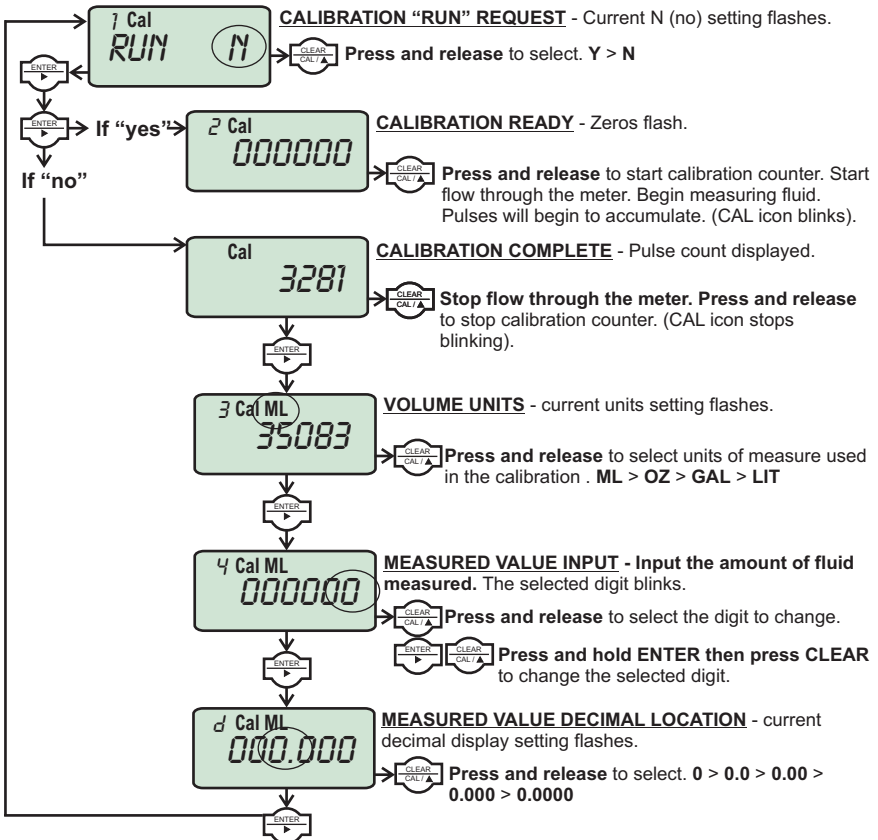 1 Cal
RUN N
CALIBRATION “RUN” REQUEST - Current N (no) setting flashes.
CLEAR
CAL / ▲
Press and release to select. Y > N
ENTER
ENTER
If “yes”
If “no”
2 Cal
000000
CALIBRATION READY - Zeros flash.
CLEAR
CAL / ▲
Press and release to start calibration counter. Start
flow through the meter. Begin measuring fluid.
Pulses will begin to accumulate. (CAL icon blinks).
Cal
3281
CALIBRATION COMPLETE - Pulse count displayed.
CLEAR
CAL / ▲
Stop flow through the meter. Press and release
to stop calibration counter. (CAL icon stops
blinking).
ENTER
3 Cal ML
35083
VOLUME UNITS - current units setting flashes.
CLEAR
CAL / ▲
Press and release to select units of measure used
in the calibration . ML > OZ > GAL > LIT
ENTER
4 Cal ML
000000
MEASURED VALUE INPUT - Input the amount of fluid
measured. The selected digit blinks.
CLEAR
CAL / ▲
Press and release to select the digit to change.
ENTER
CLEAR
CAL / ▲
Press and hold ENTER then press CLEAR
to change the selected digit.
ENTER
d Cal ML
000.000
MEASURED VALUE DECIMAL LOCATION - current
decimal display setting flashes.
CLEAR
CAL / ▲
Press and release to select. 0 > 0.0 > 0.00 >
0.000 > 0.0000
ENTER